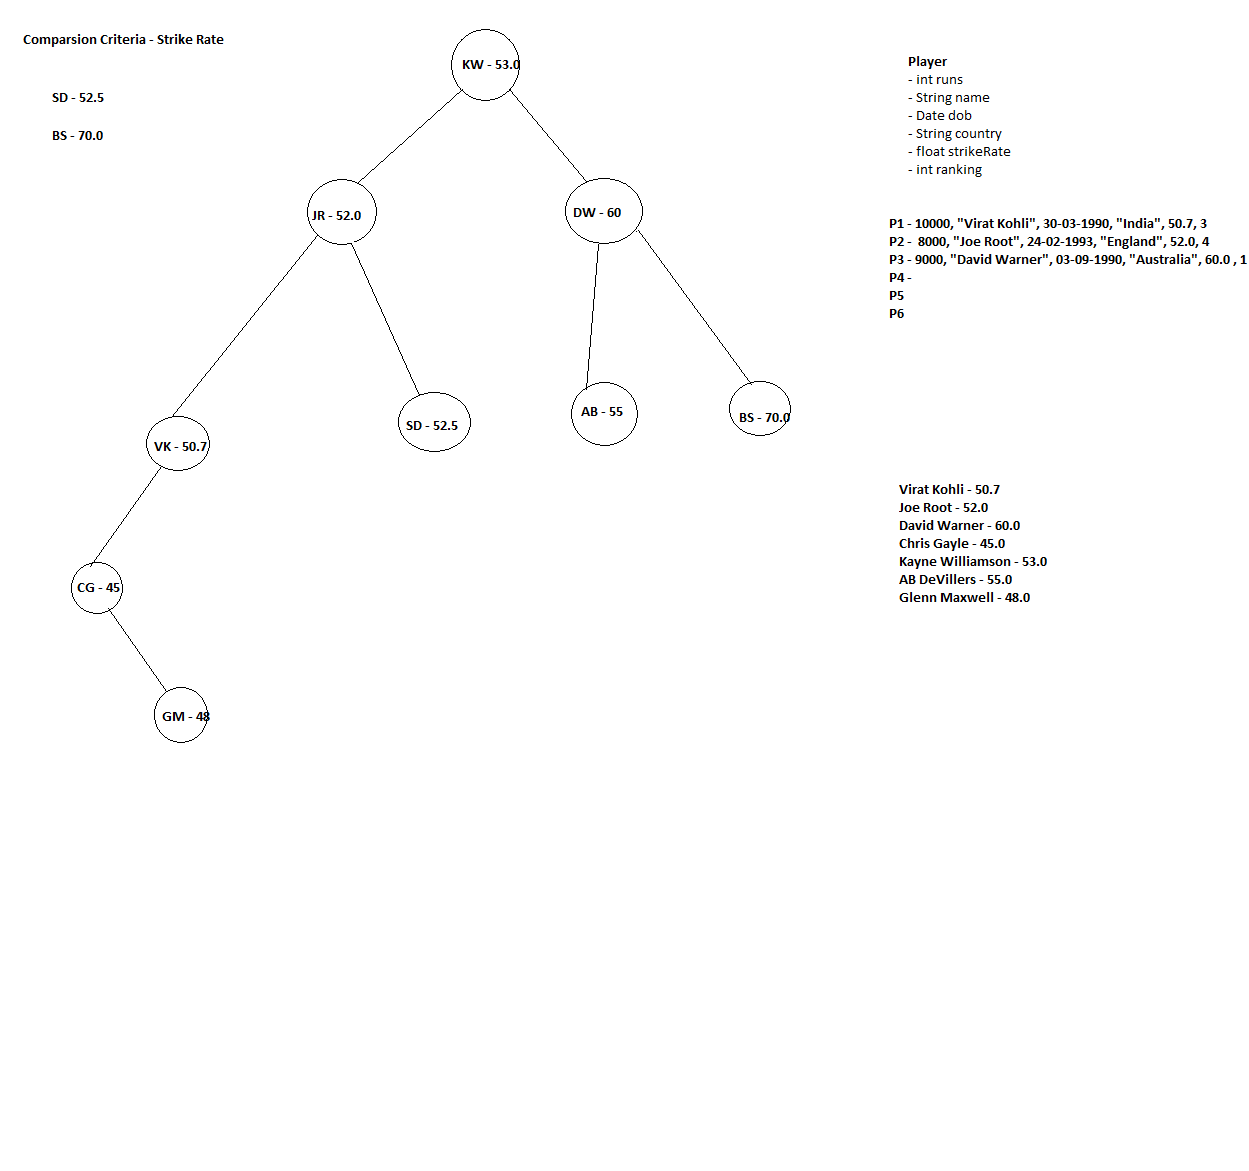 Comparsion Criteria - Strike Rate
SD - 52.5
BS - 70.0
KW - 53.0
JR - 52.0
DW - 60
VK - 50.7
SD - 52.5
AB - 55
BS - 70.0
CG - 45
GM - 48
Player
- int runs
- String name
- Date dob
- String country
- float strikeRate
- int ranking
P1 - 10000, "Virat Kohli", 30-03-1990, "India", 50.7, 3
P2 -  8000, "Joe Root", 24-02-1993, "England", 52.0, 4
P3 - 9000, "David Warner", 03-09-1990, "Australia", 60.0 , 1
P4 -
P5
P6
Virat Kohli - 50.7
Joe Root - 52.0
David Warner - 60.0
Chris Gayle - 45.0
Kayne Williamson - 53.0
AB DeVillers - 55.0
Glenn Maxwell - 48.0